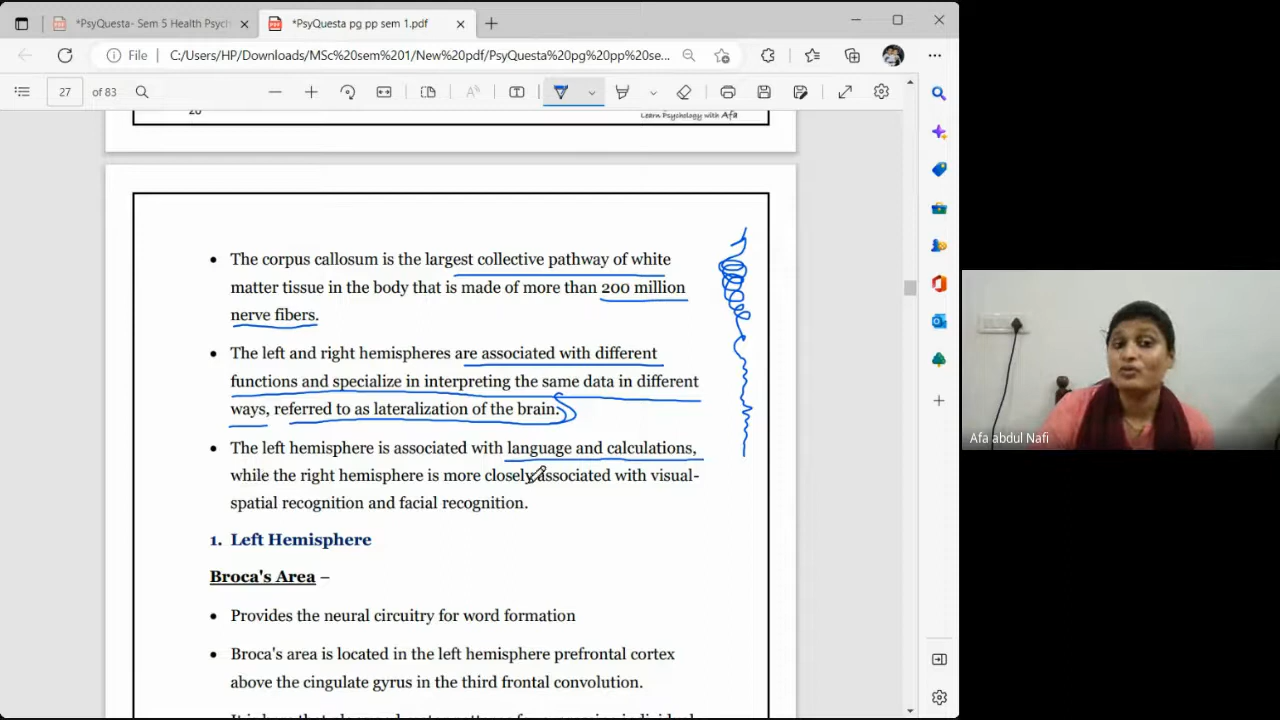 *PsyQuesta- Sem 5 Health Psych
*PsyQuesta pg pp sem 1.pdf
File
C:/Users/HP/Downloads/MSc%20sem%201/New%20pdf/PsyQuesta%20pg%20pp%20se...
27 of 83
20
Learn Psychology with Afa
• The corpus callosum is the largest collective pathway of white
matter tissue in the body that is made of more than 200 million
nerve fibers.
• The left and right hemispheres are associated with different
functions and specialize in interpreting the same data in different
ways, referred to as lateralization of the brain.
• The left hemisphere is associated with language and calculations,
while the right hemisphere is more closely associated with visual-
spatial recognition and facial recognition.
1. Left Hemisphere
Broca's Area –
• Provides the neural circuitry for word formation
• Broca's area is located in the left hemisphere prefrontal cortex
above the cingulate gyrus in the third frontal convolution.
Afa abdul Nafi